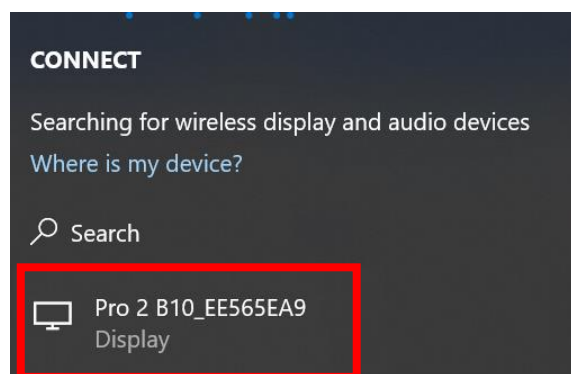 CONNECT
Searching for wireless display and audio devices
Where is my device?
Search
Pro 2 B10_EE565EA9
Display